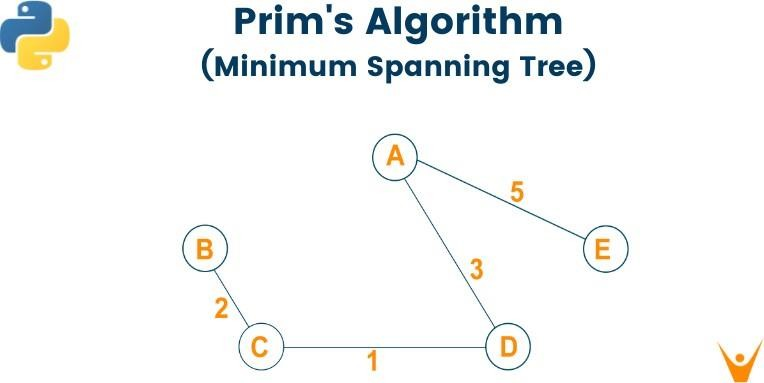 Prim's Algorithm
(Minimum Spanning Tree)
A
5
B
E
3
2
C
D
1